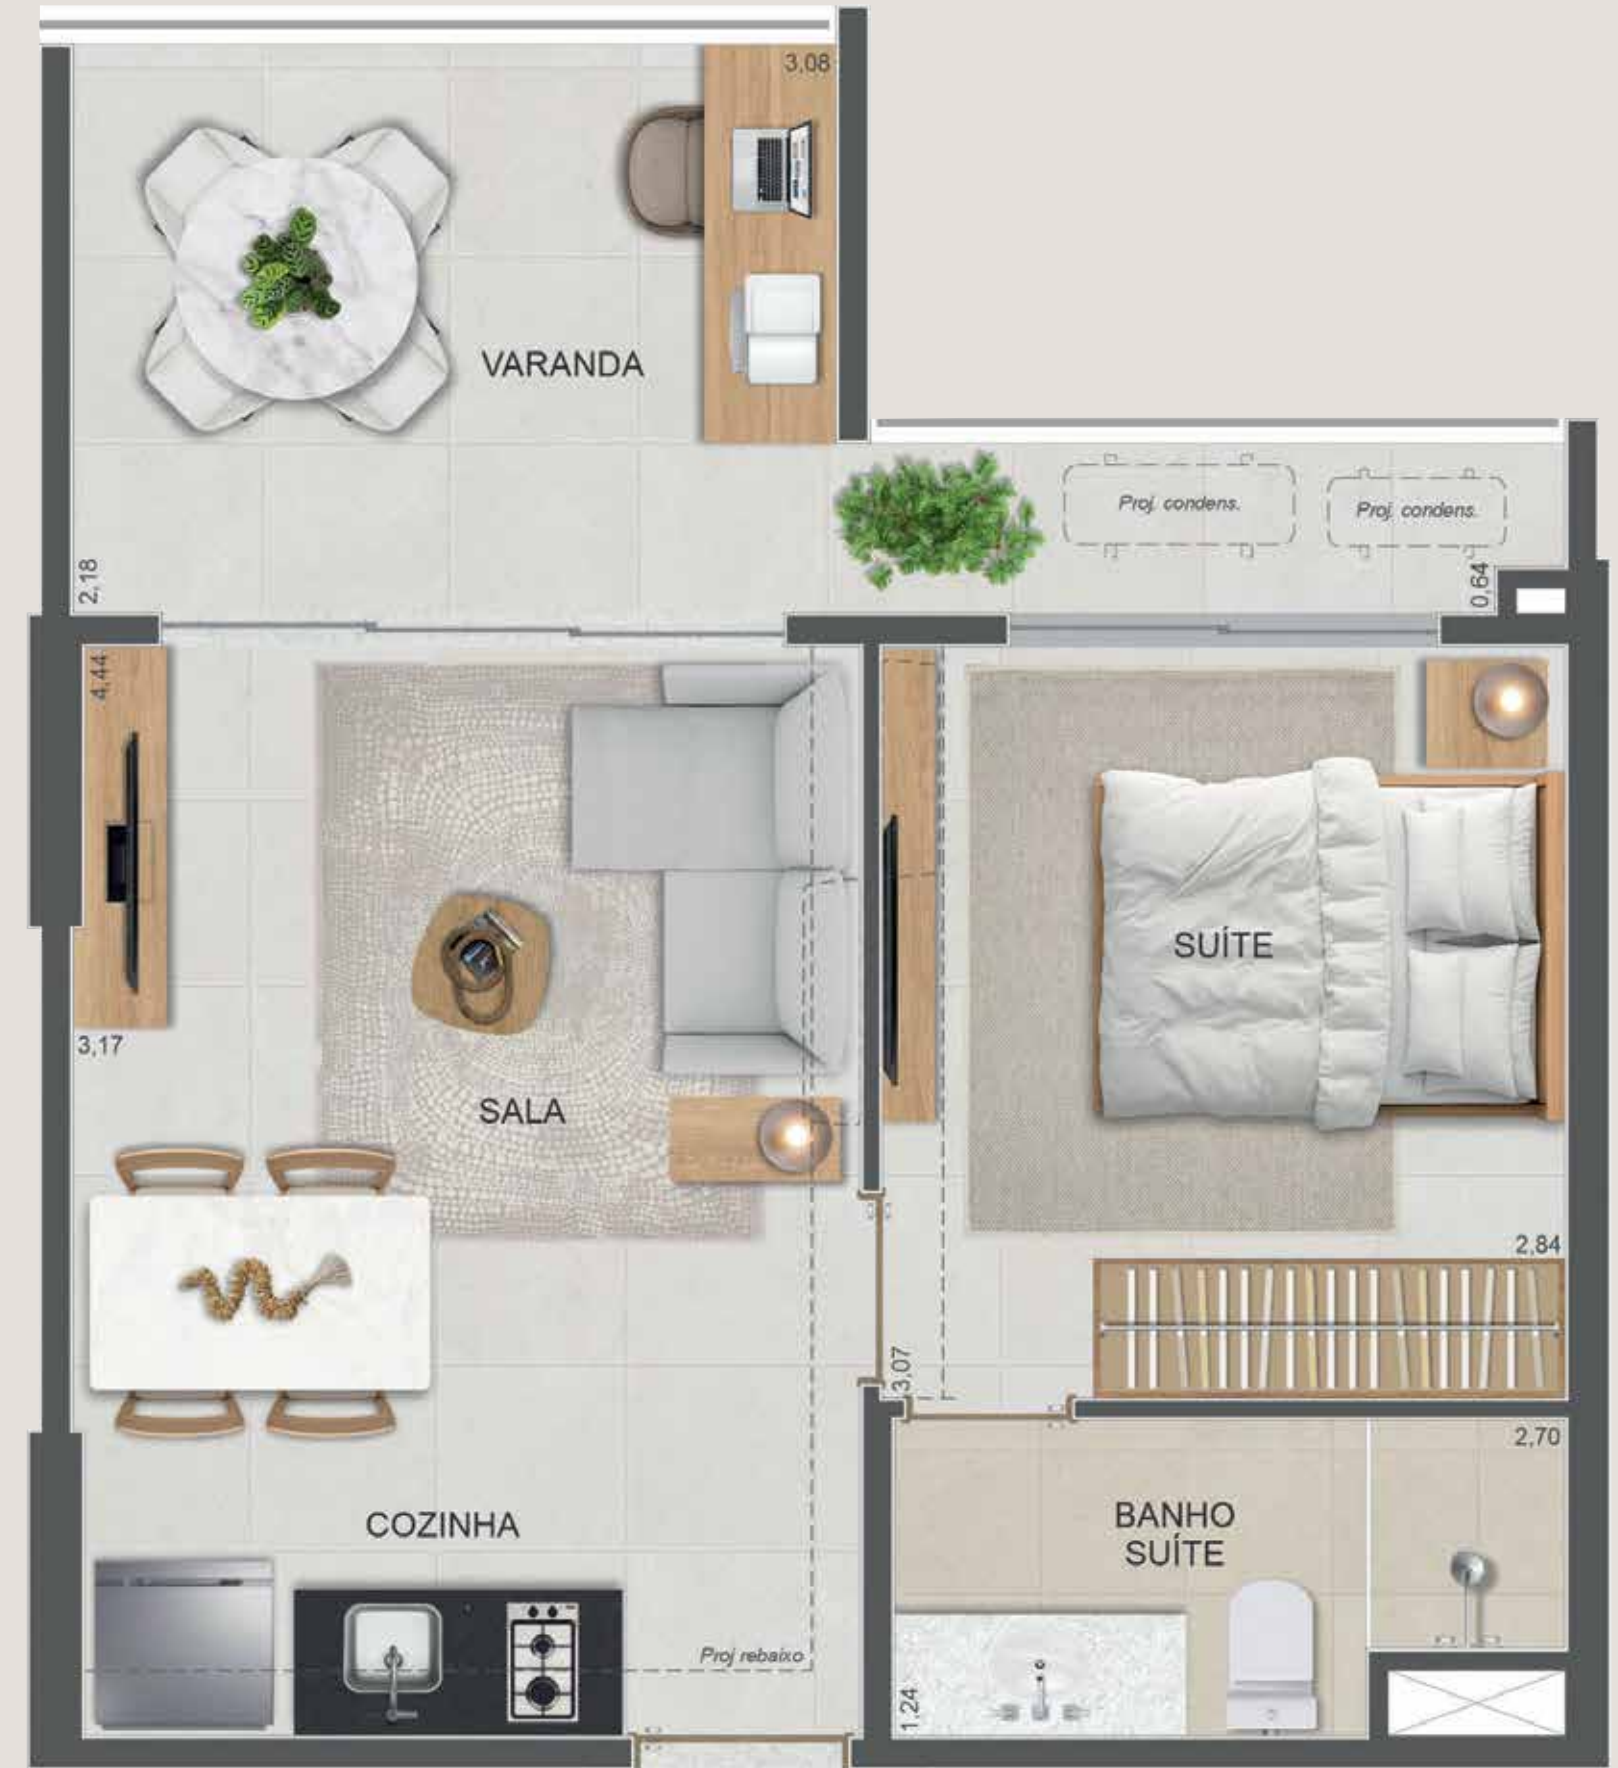 3,08
VARANDA
Proj. condens.
Proj. condens.
2,18
0,64
4,44
SUÍTE
3,17
SALA
2,84
3,07
2,70
COZINHA
BANHO
SUÍTE
Proj rebaixo
1,24